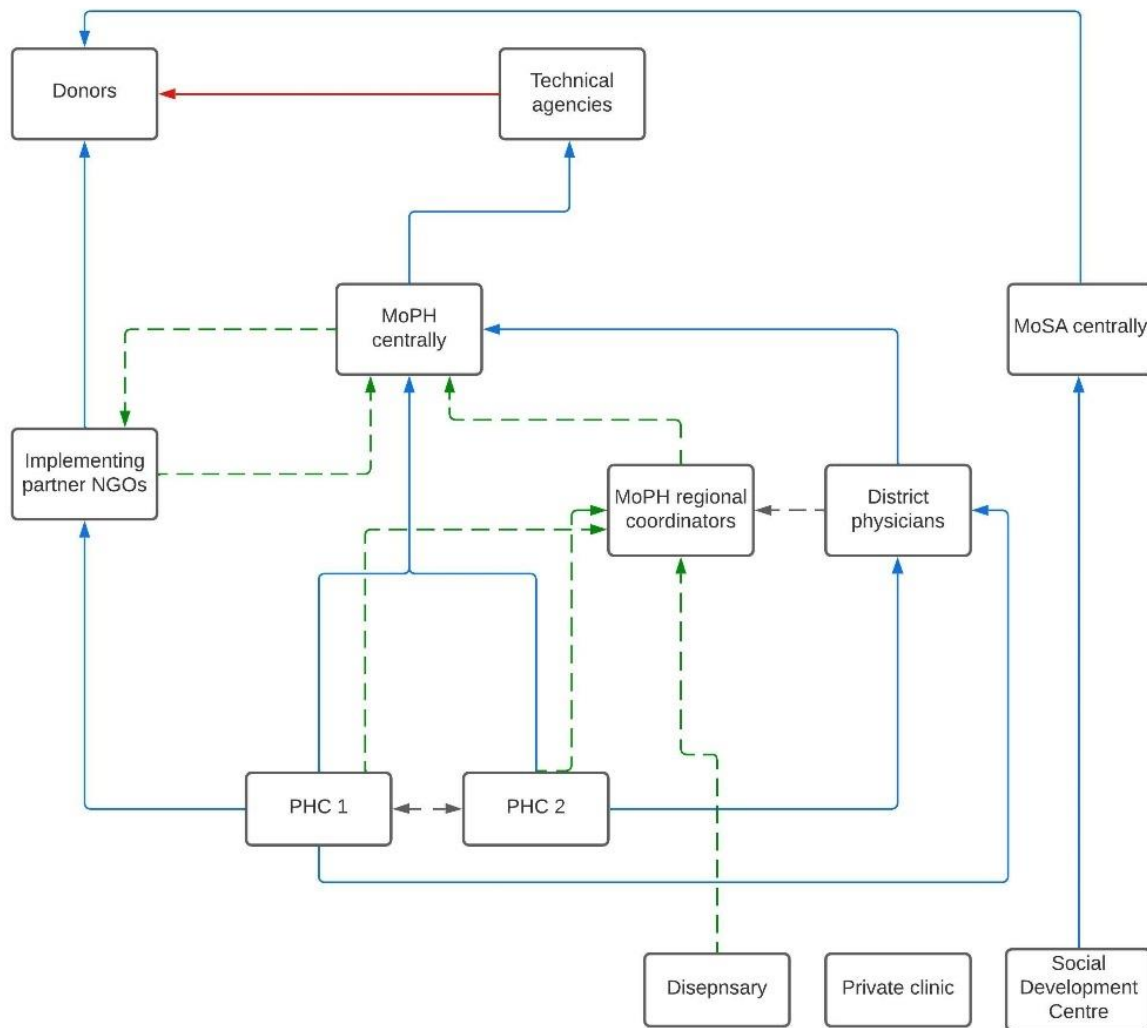 Donors
Technical
agencies
MoPH
centrally
MoSA centrally
Implementing
partner NGOs
MoPH regional
coordinators
District
physicians
PHC 1
PHC 2
Disepnsary
Private clinic
Social
Development
Centre